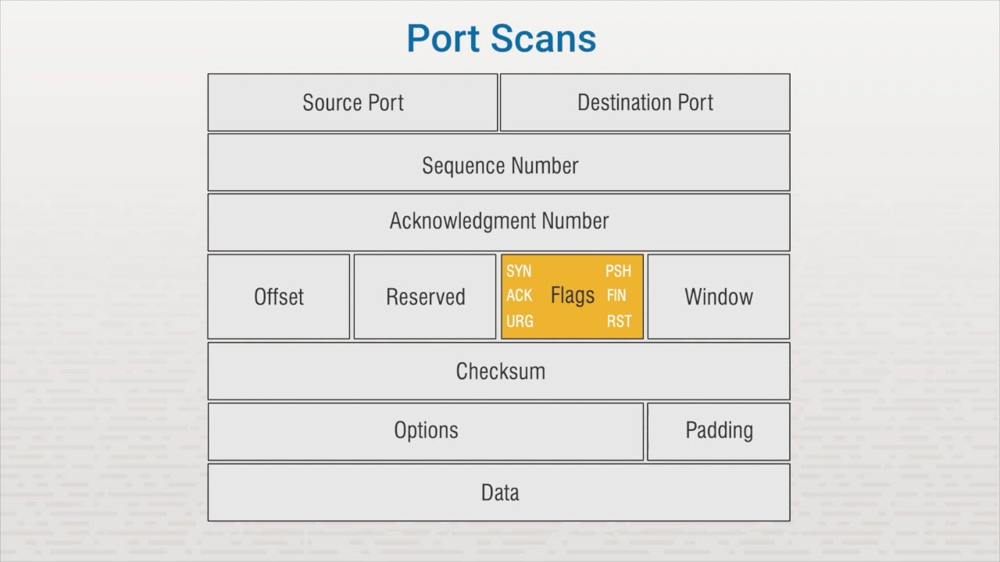 Port Scans
Source Port
Destination Port
Sequence Number
Acknowledgment Number
Offset
Reserved
SYN
ACK
URG
Flags
PSH
FIN
RST
Window
Checksum
Options
Padding
Data